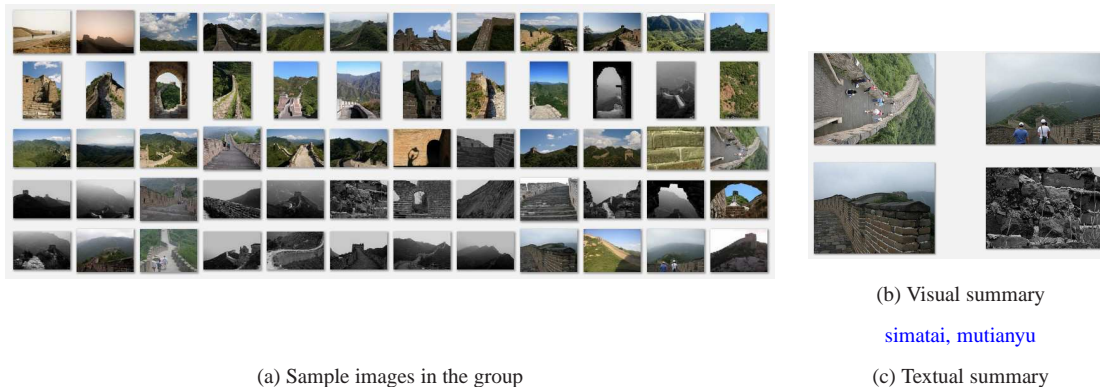 (b) Visual summary
simatai, mutianyu
(a) Sample images in the group
(c) Textual summary